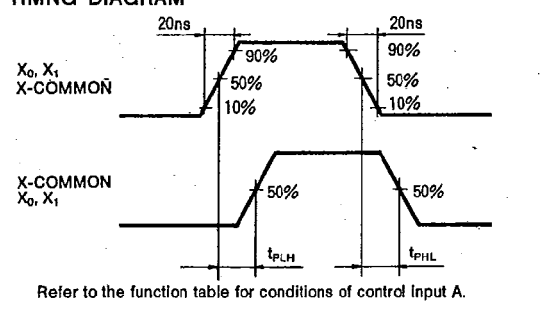 TIMING DIAGRAM
20ns
20ns
90%
90%
X₀, X₁
X-COMMON
50%
50%
10%
10%
X-COMMON
X₀, X₁
50%
50%
tPLH
tPHL
Refer to the function table for conditions of control input A.